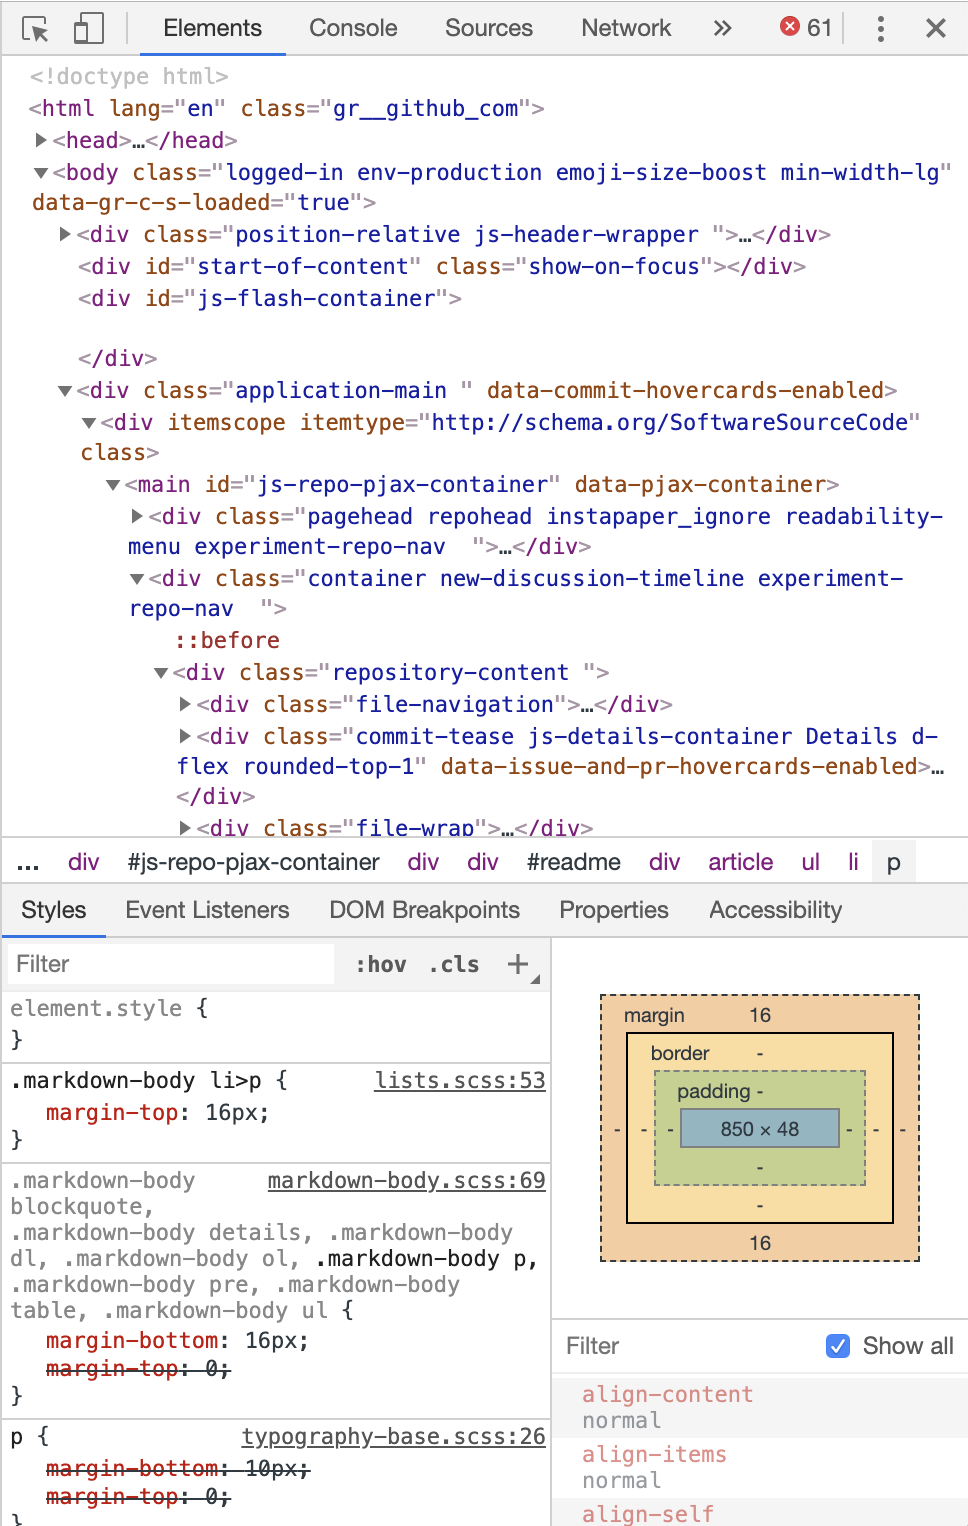 Elements Console Sources Network » 61
<!doctype html>
<html lang="en" class="gr__github_com">
<head>…</head>
<body class="logged-in env-production emoji-size-boost min-width-lg"
data-gr-c-s-loaded="true">
<div class="position-relative js-header-wrapper ">…</div>
<div id="start-of-content" class="show-on-focus"></div>
<div id="js-flash-container">
</div>
<div class="application-main " data-commit-hovercards-enabled>
<div itemscope itemtype="http://schema.org/SoftwareSourceCode"
class>
<main id="js-repo-pjax-container" data-pjax-container>
<div class="pagehead repohead instapaper_ignore readability-
menu experiment-repo-nav  ">…</div>
<div class="container new-discussion-timeline experiment-
repo-nav  ">
::before
<div class="repository-content ">
<div class="file-navigation">…</div>
<div class="commit-tease js-details-container Details d-
flex rounded-top-1" data-issue-and-pr-hovercards-enabled>…
</div>
<div class="file-wrap">…</div>
... div #js-repo-pjax-container div div #readme div article ul li p
Styles Event Listeners DOM Breakpoints Properties Accessibility
Filter :hov .cls +
element.style {
}
.markdown-body li>p { lists.scss:53
margin-top: 16px;
}
.markdown-body markdown-body.scss:69
blockquote,
.markdown-body details, .markdown-body
dl, .markdown-body ol, .markdown-body p,
.markdown-body pre, .markdown-body
table, .markdown-body ul {
margin-bottom: 16px;
margin-top: 0;
}
p { typography-base.scss:26
margin-bottom: 10px;
margin-top: 0;
}
margin 16
border -
padding -
- - - 850 × 48 - - -
-
-
16
Filter Show all
align-content
normal
align-items
normal
align-self